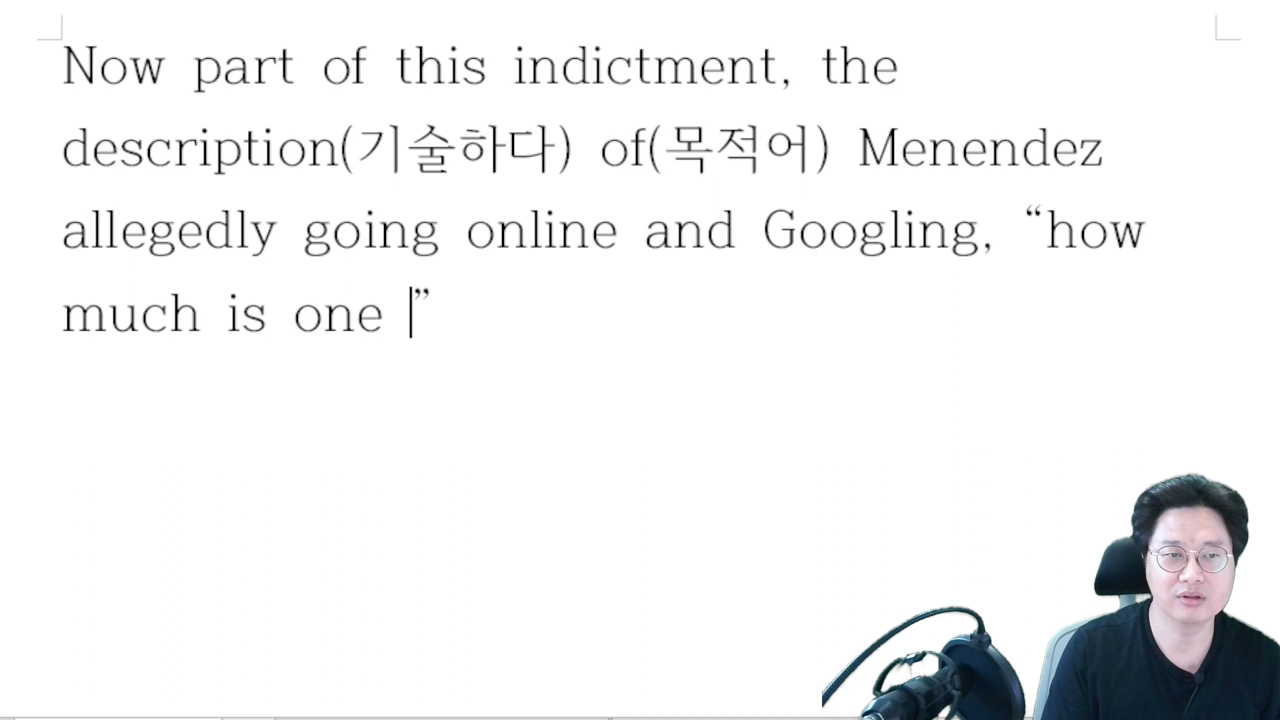 Now part of this indictment, the
description(기술하다) of(목적어) Menendez
allegedly going online and Googling, “how
much is one ”